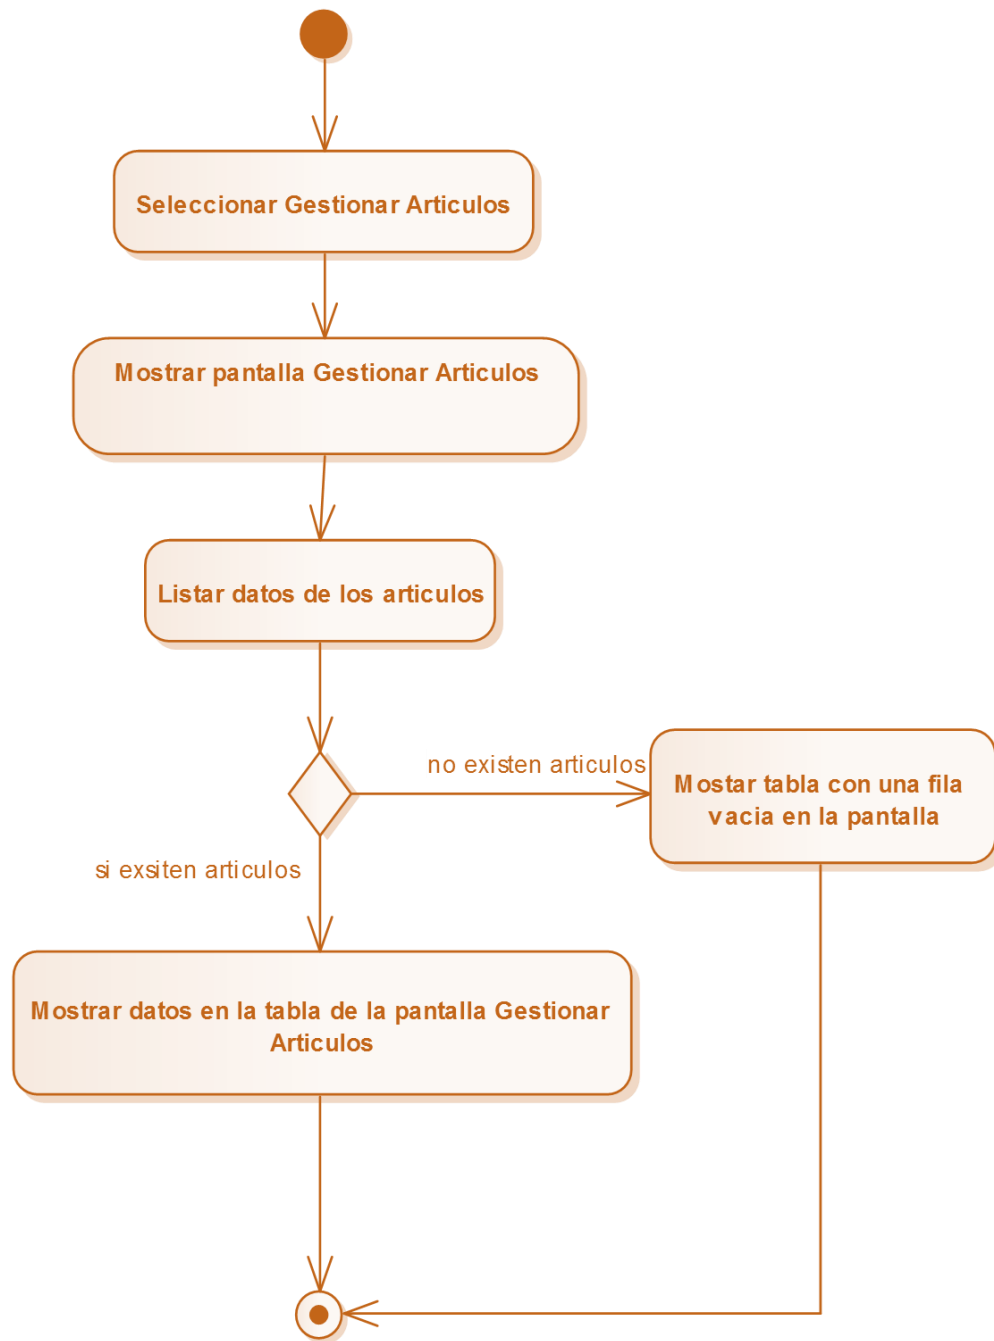 Seleccionar Gestionar Articulos
Mostrar pantalla Gestionar Articulos
Listar datos de los articulos
no existen articulos
Mostar tabla con una fila
vacia en la pantalla
si exsiten articulos
Mostrar datos en la tabla de la pantalla Gestionar
Articulos